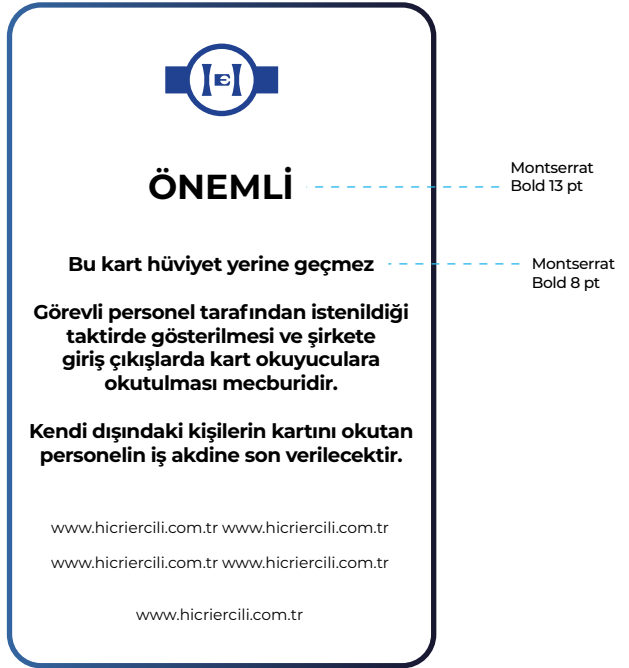 ÖNEMLİ
Montserrat
Bold 13 pt
Bu kart hüviyet yerine geçmez
Montserrat
Bold 8 pt
Görevli personel tarafından istenildiği
taktirde gösterilmesi ve şirkete
giriş çıkışlarda kart okuyuculara
okutulması mecburidir.
Kendi dışındaki kişilerin kartını okutan
personelin iş akdine son verilecektir.
www.hicriercili.com.tr www.hicriercili.com.tr
www.hicriercili.com.tr www.hicriercili.com.tr
www.hicriercili.com.tr